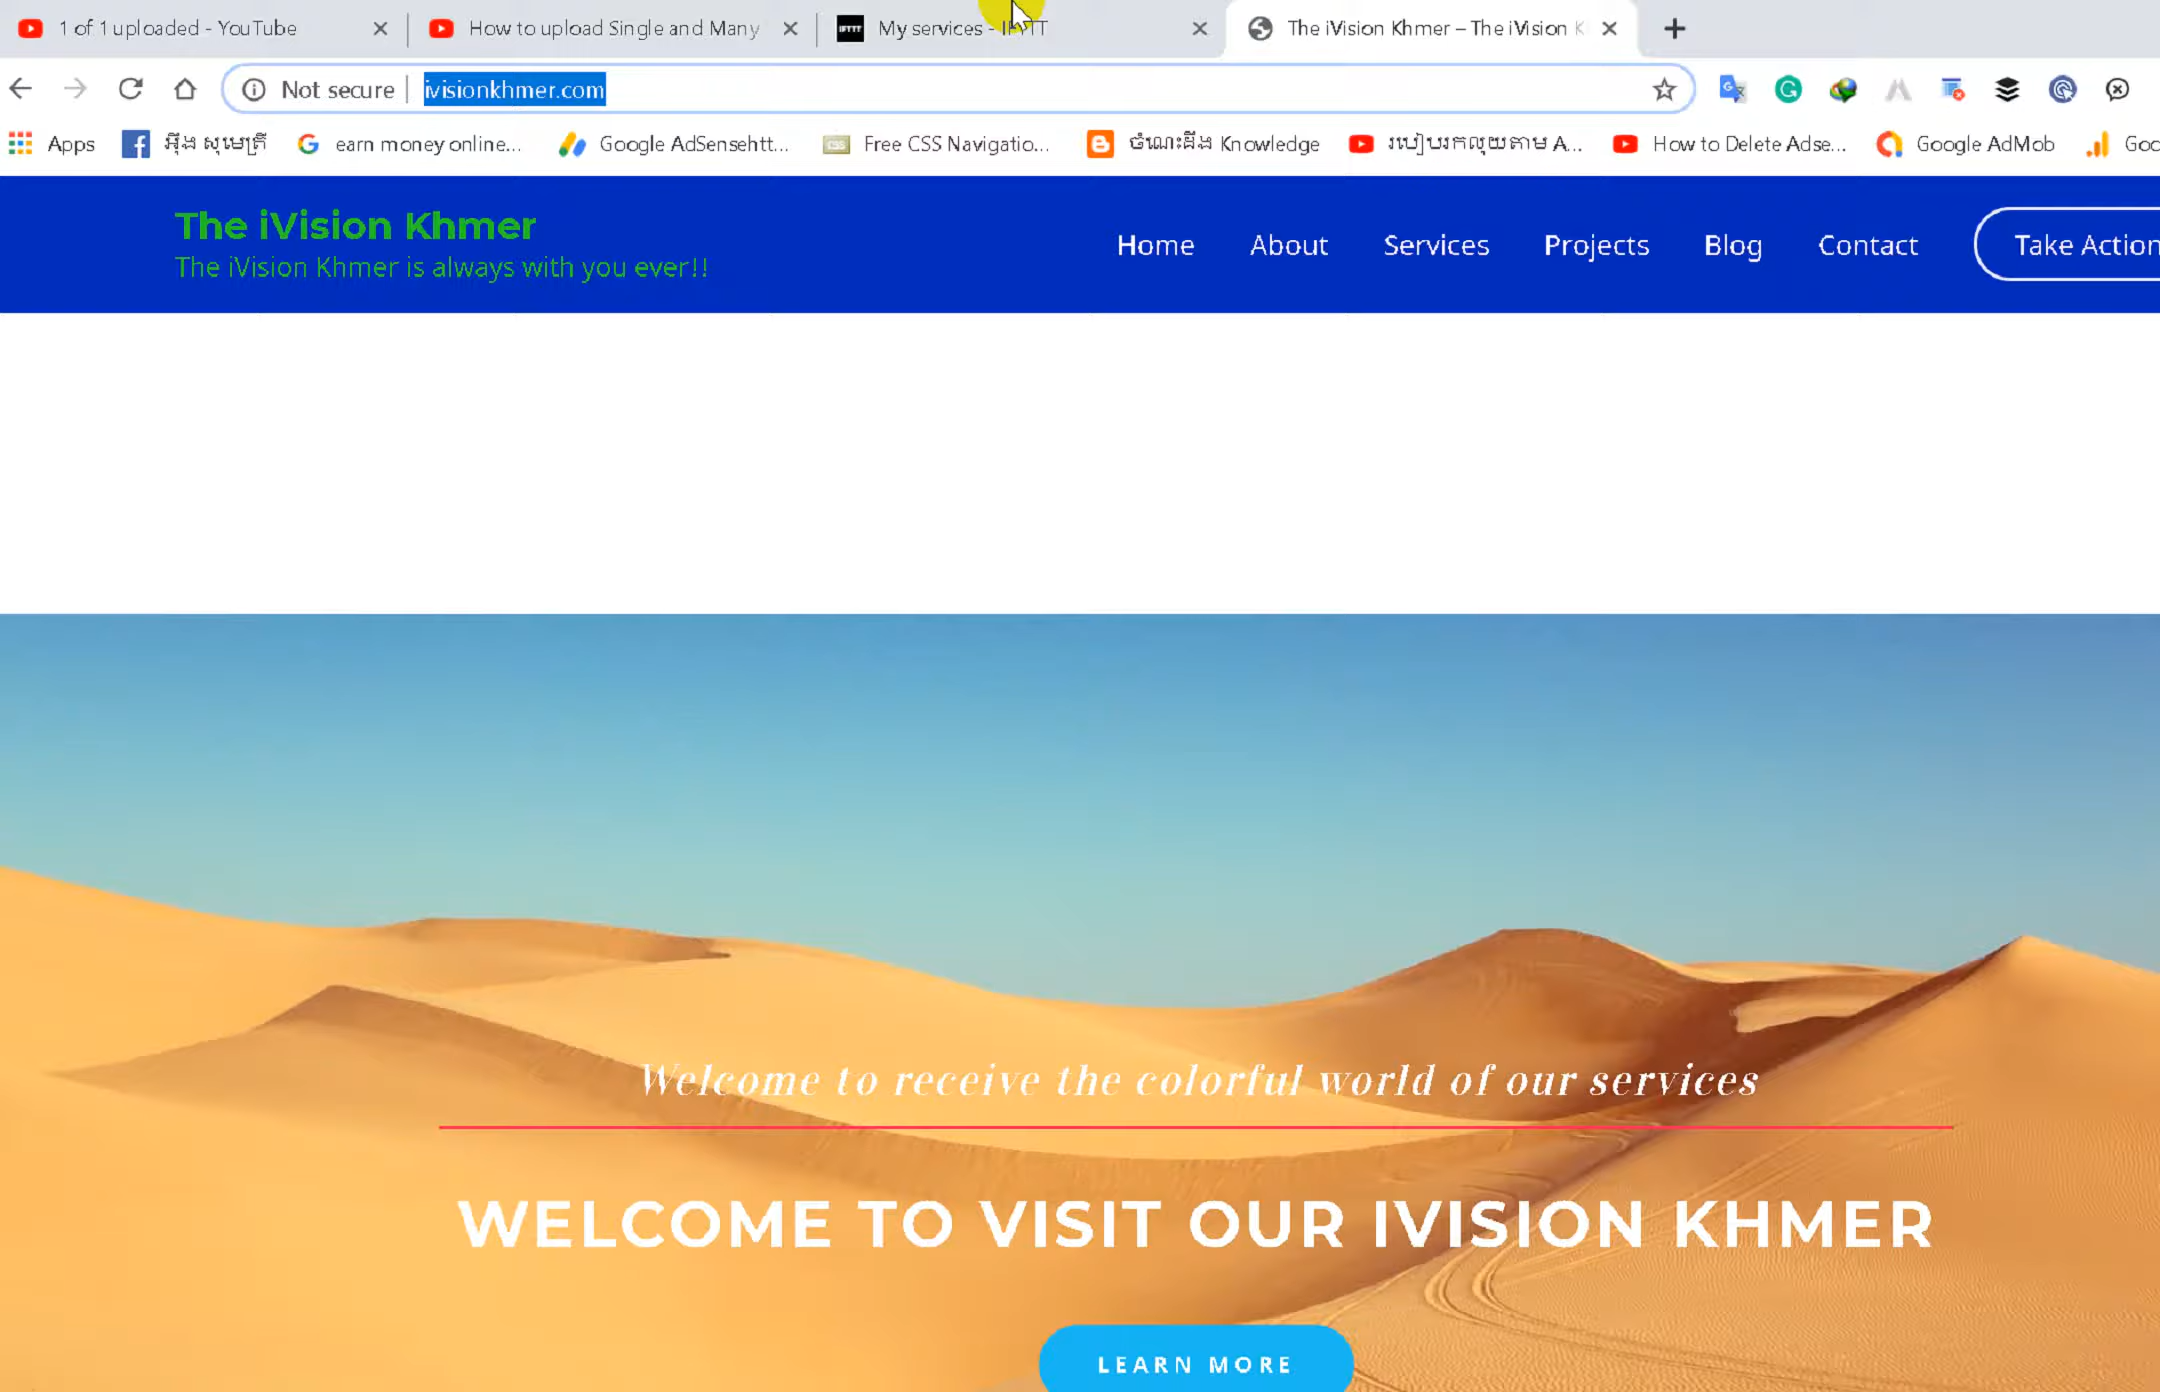 1 of 1 uploaded - YouTube
How to upload Single and Many
My services - IFTTT
The iVision Khmer – The iVision K
Not secure
ivisionkhmer.com
Apps
អ៊ឹង សុមេត្រី
earn money online...
Google AdSensehtt...
Free CSS Navigatio...
ចំណេះដឹង Knowledge
របៀបរកលុយតាម A...
How to Delete Adse...
Google AdMob
Goo
The iVision Khmer
The iVision Khmer is always with you ever!!
Home
About
Services
Projects
Blog
Contact
Take Action
Welcome to receive the colorful world of our services
WELCOME TO VISIT OUR IVISION KHMER
LEARN MORE